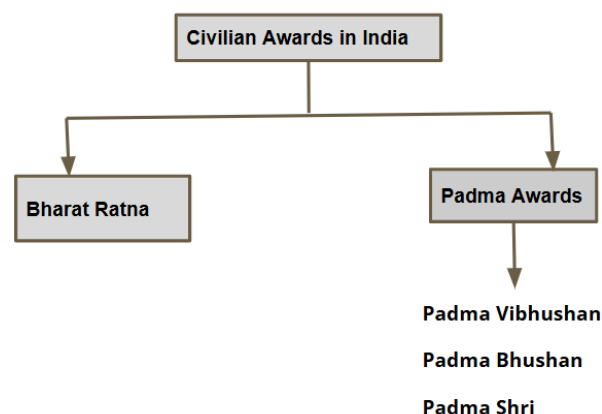 Civilian Awards in India
Bharat Ratna
Padma Awards
Padma Vibhushan
Padma Bhushan
Padma Shri